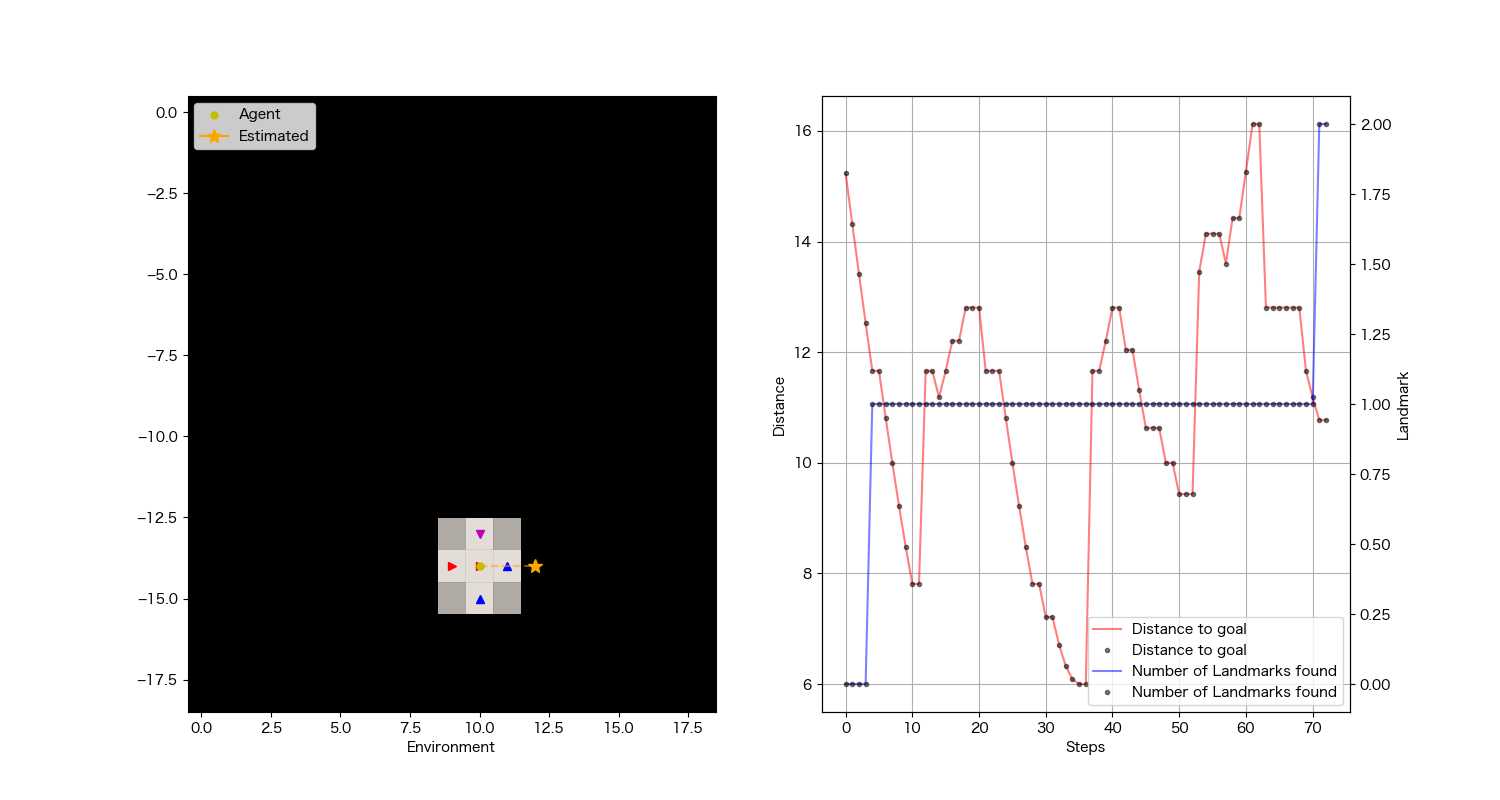 Agent
Estimated
0.0
−2.5
−5.0
−7.5
−10.0
−12.5
−15.0
−17.5
0.0 2.5 5.0 7.5 10.0 12.5 15.0 17.5
Environment
16
14
12
10
8
6
Distance
0 10 20 30 40 50 60 70
Steps
2.00
1.75
1.50
1.25
1.00
0.75
0.50
0.25
0.00
Landmark
Distance to goal
Distance to goal
Number of Landmarks found
Number of Landmarks found